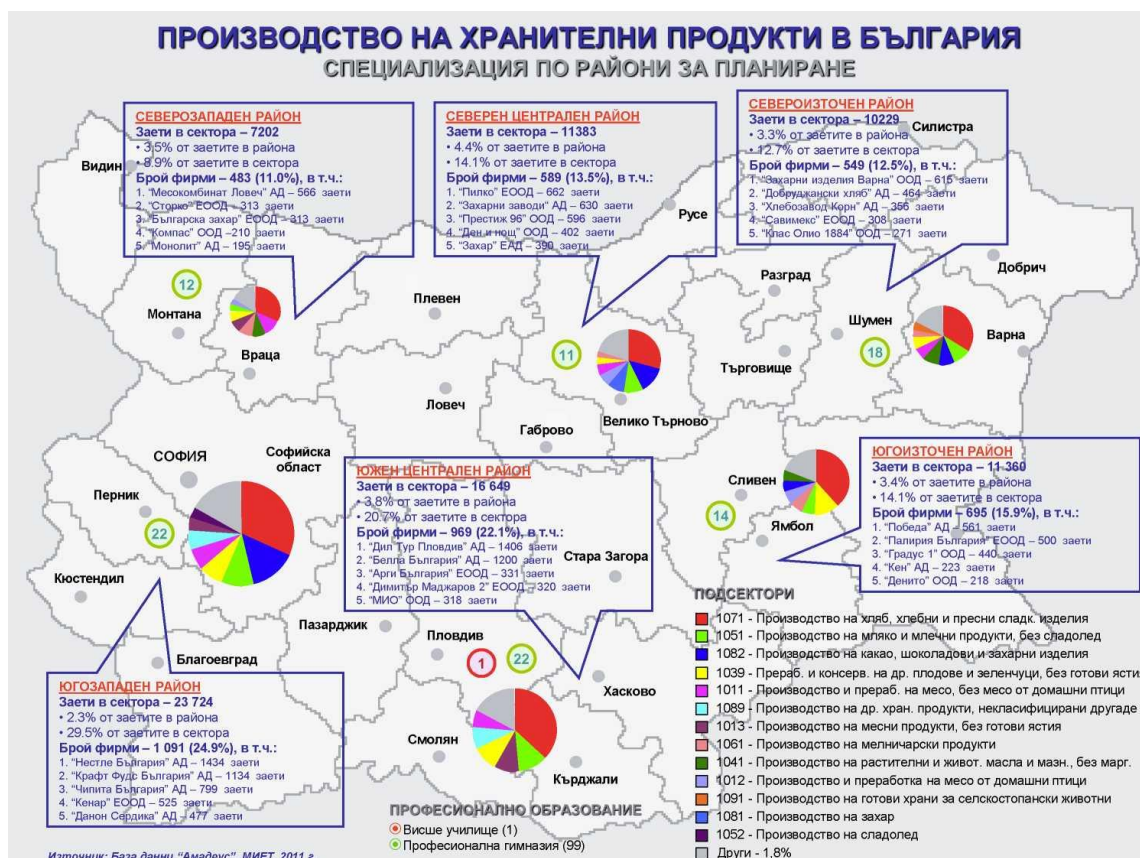 ПРОИЗВОДСТВО НА ХРАНИТЕЛНИ ПРОДУКТИ В БЪЛГАРИЯ
СПЕЦИАЛИЗАЦИЯ ПО РАЙОНИ ЗА ПЛАНИРАНЕ
СЕВЕРОЗАПАДЕН РАЙОН
Заети в сектора – 7202
• 3.5% от заетите в района
• 8.9% от заетите в сектора
Брой фирми – 483 (11.0%), в т.ч.:
1. "Месокомбинат Ловеч" АД – 566 заети
2. "Сторко" ЕООД – 313 заети
3. "Българска захар" ЕООД –313 заети
4. "Компас" ООД –210 заети
5. "Монолит" АД – 195 заети
СЕВЕРЕН ЦЕНТРАЛЕН РАЙОН
Заети в сектора – 11383
• 4.4% от заетите в района
• 14.1% от заетите в сектора
Брой фирми – 589 (13.5%), в т.ч.:
1. "Пилко" ЕООД – 662 заети
2. "Захарни заводи" АД – 630 заети
3. "Престиж 96" ООД – 596 заети
4. "Ден и нощ" ООД – 402 заети
5. "Захар" ЕАД – 390 заети
СЕВЕРОИЗТОЧЕН РАЙОН
Заети в сектора – 10229
• 3.3% от заетите в района
• 12.7% от заетите в сектора
Брой фирми – 549 (12.5%), в т.ч.:
1. "Захарни изделия Варна" ООД – 615 заети
2. "Добруджански хляб" АД – 464 заети
3. "Хлебозавод Корн" АД – 356 заети
4. "Савимекс" ЕООД – 308 заети
5. "Клас Олио 1884" ООД – 271 заети
Видин
Силистра
Русе
Добрич
Разград
12
Монтана
Плевен
Шумен
Варна
Враца
11
18
Търговище
Ловеч
Велико Търново
Габрово
СОФИЯ
Софийска
област
Перник
22
Кюстендил
ЮЖЕН ЦЕНТРАЛЕН РАЙОН
Заети в сектора – 16 649
• 3.8% от заетите в района
• 20.7% от заетите в сектора
Брой фирми – 969 (22.1%), в т.ч.:
1. "Дил Тур Пловдив" АД – 1406 заети
2. "Белла България" АД – 1200 заети
3. "Арги България" ЕООД – 331 заети
4. "Димитър Маджаров 2" ЕООД –320 заети
5. "МИО" ООД – 318 заети
Сливен
14
Ямбол
Стара Загора
ЮГОИЗТОЧЕН РАЙОН
Заети в сектора – 11 360
• 3.4% от заетите в района
• 14.1% от заетите в сектора
Брой фирми – 695 (15.9%), в т.ч.:
1. "Победа" АД – 561 заети
2. "Палирия България" ЕООД – 500 заети
3. "Градус 1" ООД – 440 заети
4. "Кен" АД – 223 заети
5. "Денито" ООД – 218 заети
Пазарджик
Пловдив
1
22
Благоевград
Хасково
Смолян
Кърджали
ЮГОЗАПАДЕН РАЙОН
Заети в сектора – 23 724
• 2.3% от заетите в района
• 29.5% от заетите в сектора
Брой фирми – 1 091 (24.9%), в т.ч.:
1. "Нестле България" АД – 1434 заети
2. "Крафт Фудс България" АД – 1134 заети
3. "Чипита България" АД – 799 заети
4. "Кенар" ЕООД – 525 заети
5. "Данон Сердика" АД – 477 заети
ПОДСЕКТОРИ
1071 - Производство на хляб, хлебни и пресни сладк. изделия
1051 - Производство на мляко и млечни продукти, без сладолед
1082 - Производство на какао, шоколадови и захарни изделия
1039 - Прераб. и консерв. на др. плодове и зеленчуци, без готови ясти
1011 - Производство и прераб. на месо, без месо от домашни птици
1089 - Производство на др. хран. продукти, некласифицирани другаде
1013 - Производство на месни продукти, без готови ястия
1061 - Производство на мелничарски продукти
1041 - Производство на растителни и живот. масла и мазн., без марг.
1012 - Производство и преработка на месо от домашни птици
1091 - Производство на готови храни за селскостопански животни
1081 - Производство на захар
1052 - Производство на сладолед
Други - 1,8%
ПРОФЕСИОНАЛНО ОБРАЗОВАНИЕ
Висше училище (1)
Професионална гимназия (99)
Източник: База данни "Амадеус", МИЕТ, 2011 г.